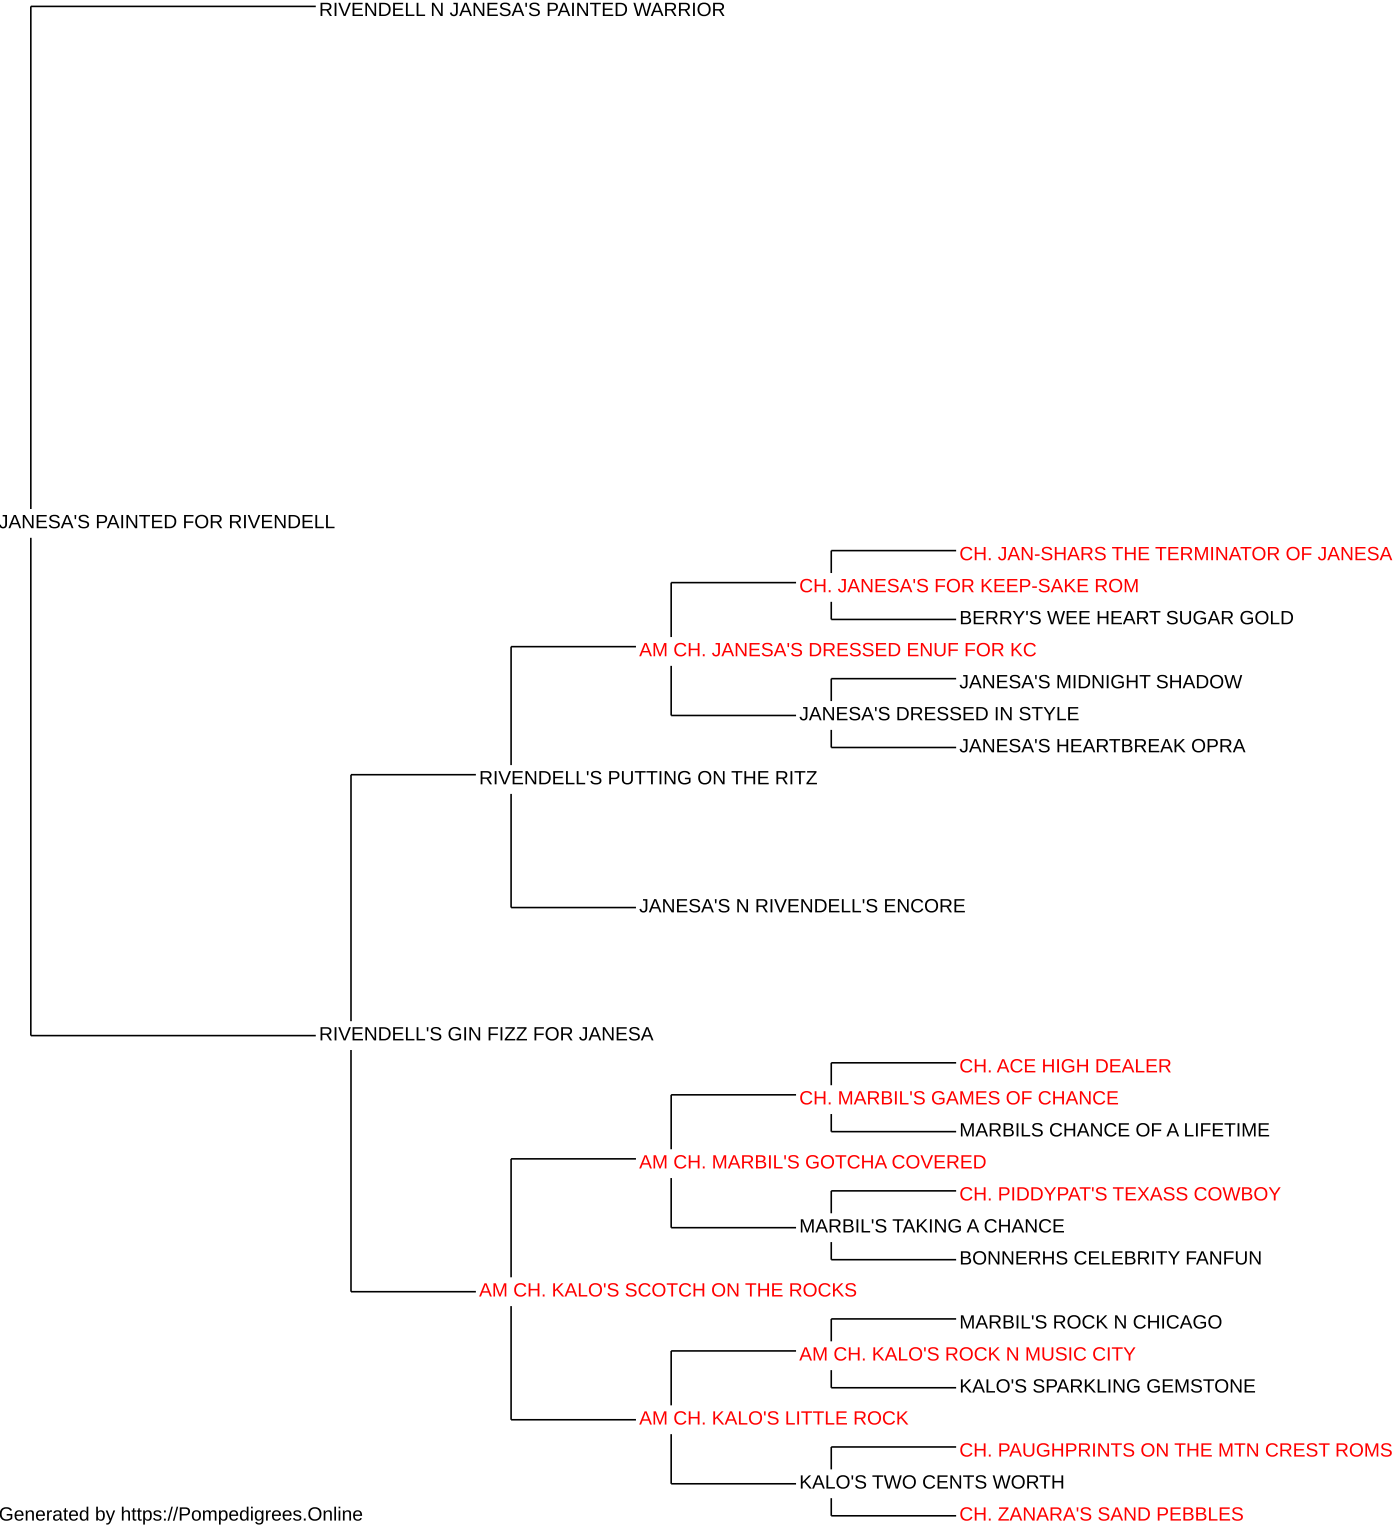 RIVENDELL N JANESA'S PAINTED WARRIOR
JANESA'S PAINTED FOR RIVENDELL
CH. JAN-SHARS THE TERMINATOR OF JANESA
CH. JANESA'S FOR KEEP-SAKE ROM
BERRY'S WEE HEART SUGAR GOLD
AM CH. JANESA'S DRESSED ENUF FOR KC
JANESA'S MIDNIGHT SHADOW
JANESA'S DRESSED IN STYLE
JANESA'S HEARTBREAK OPRA
RIVENDELL'S PUTTING ON THE RITZ
JANESA'S N RIVENDELL'S ENCORE
RIVENDELL'S GIN FIZZ FOR JANESA
CH. ACE HIGH DEALER
CH. MARBIL'S GAMES OF CHANCE
MARBILS CHANCE OF A LIFETIME
AM CH. MARBIL'S GOTCHA COVERED
CH. PIDDYPAT'S TEXASS COWBOY
MARBIL'S TAKING A CHANCE
BONNERHS CELEBRITY FANFUN
AM CH. KALO'S SCOTCH ON THE ROCKS
MARBIL'S ROCK N CHICAGO
AM CH. KALO'S ROCK N MUSIC CITY
KALO'S SPARKLING GEMSTONE
AM CH. KALO'S LITTLE ROCK
CH. PAUGHPRINTS ON THE MTN CREST ROMS
KALO'S TWO CENTS WORTH
CH. ZANARA'S SAND PEBBLES
Generated by https://Pompedigrees.Online